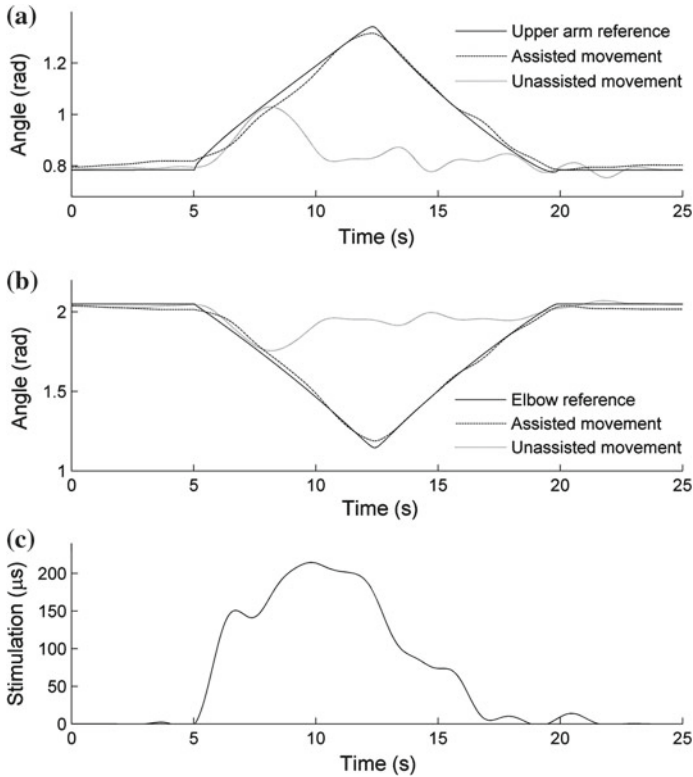 (a)
Angle (rad)
1.2
1
0.8
Upper arm reference
Assisted movement
Unassisted movement
0 5 10 15 20 25
Time (s)
(b)
Angle (rad)
2
1.5
1
Elbow reference
Assisted movement
Unassisted movement
0 5 10 15 20 25
Time (s)
(c)
Stimulation (μs)
200
150
100
50
0
0 5 10 15 20 25
Time (s)